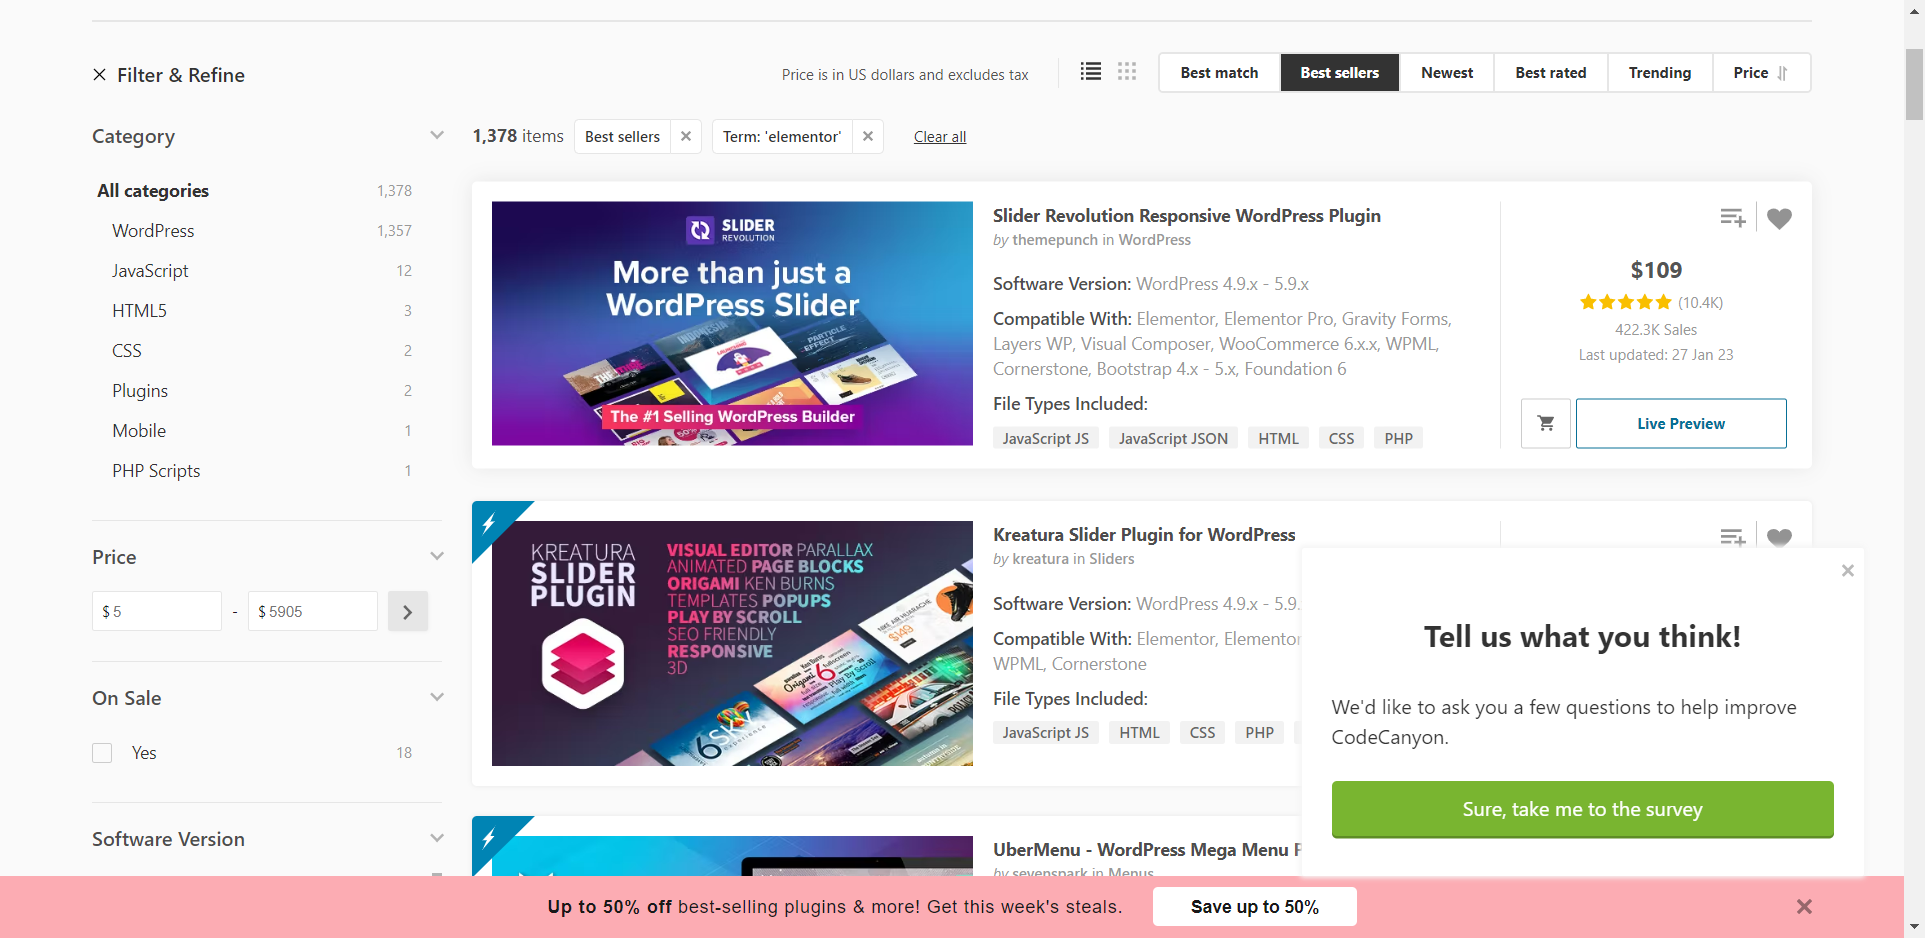 Filter & Refine
Price is in US dollars and excludes tax
Best match
Best sellers
Newest
Best rated
Trending
Price
Category
1,378 items
Best sellers
Term: 'elementor'
Clear all
All categories 1,378
WordPress 1,357
JavaScript 12
HTML5 3
CSS 2
Plugins 2
Mobile 1
PHP Scripts 1
Price
$ 5 - $ 5905
On Sale
Yes 18
Software Version
SLIDER
REVOLUTION
More than just a
WordPress Slider
PARTICLE
EFFECT
The #1 Selling WordPress Builder
Slider Revolution Responsive WordPress Plugin
by themepunch in WordPress
Software Version: WordPress 4.9.x - 5.9.x
Compatible With: Elementor, Elementor Pro, Gravity Forms,
Layers WP, Visual Composer, WooCommerce 6.x.x, WPML,
Cornerstone, Bootstrap 4.x - 5.x, Foundation 6
File Types Included:
JavaScript JS
JavaScript JSON
HTML
CSS
PHP
$109
(10.4K)
422.3K Sales
Last updated: 27 Jan 23
Live Preview
KREATURA
SLIDER
PLUGIN
VISUAL EDITOR PARALLAX
ANIMATED PAGE BLOCKS
ORIGAMI KEN BURNS
TEMPLATES POPUPS
PLAY BY SCROLL
SEO FRIENDLY
RESPONSIVE
3D
NIKE AIR HUARACHE
$149
6SKY
experience
Kreatura Slider Plugin for WordPress
by kreatura in Sliders
Software Version: WordPress 4.9.x - 5.9.
Compatible With: Elementor, Elementor
WPML, Cornerstone
File Types Included:
JavaScript JS
HTML
CSS
PHP
UberMenu - WordPress Mega Menu P
by sevenspark in Menus
Tell us what you think!
We'd like to ask you a few questions to help improve
CodeCanyon.
Sure, take me to the survey
Up to 50% off best-selling plugins & more! Get this week's steals.
Save up to 50%